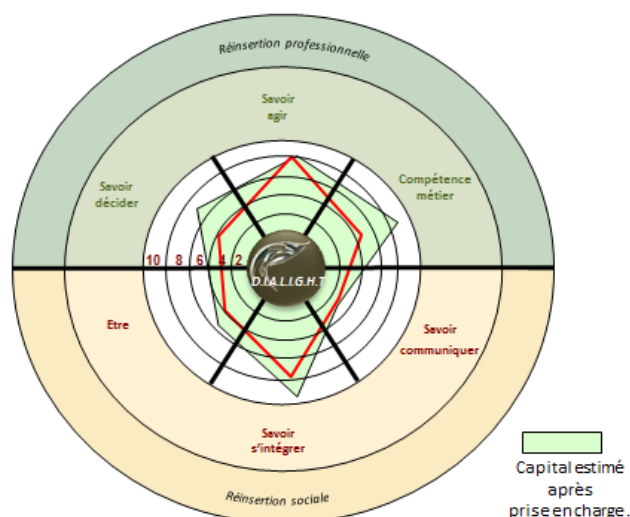 Réinsertion professionnelle
Savoir
agir
Savoir
décider
Compétence
métier
10 8 6 4 2
D.I.A.L.I.G.H.T
Etre
Savoir
communiquer
Savoir
s'intégrer
Réinsertion sociale
Capital estimé
après
prise en charge.